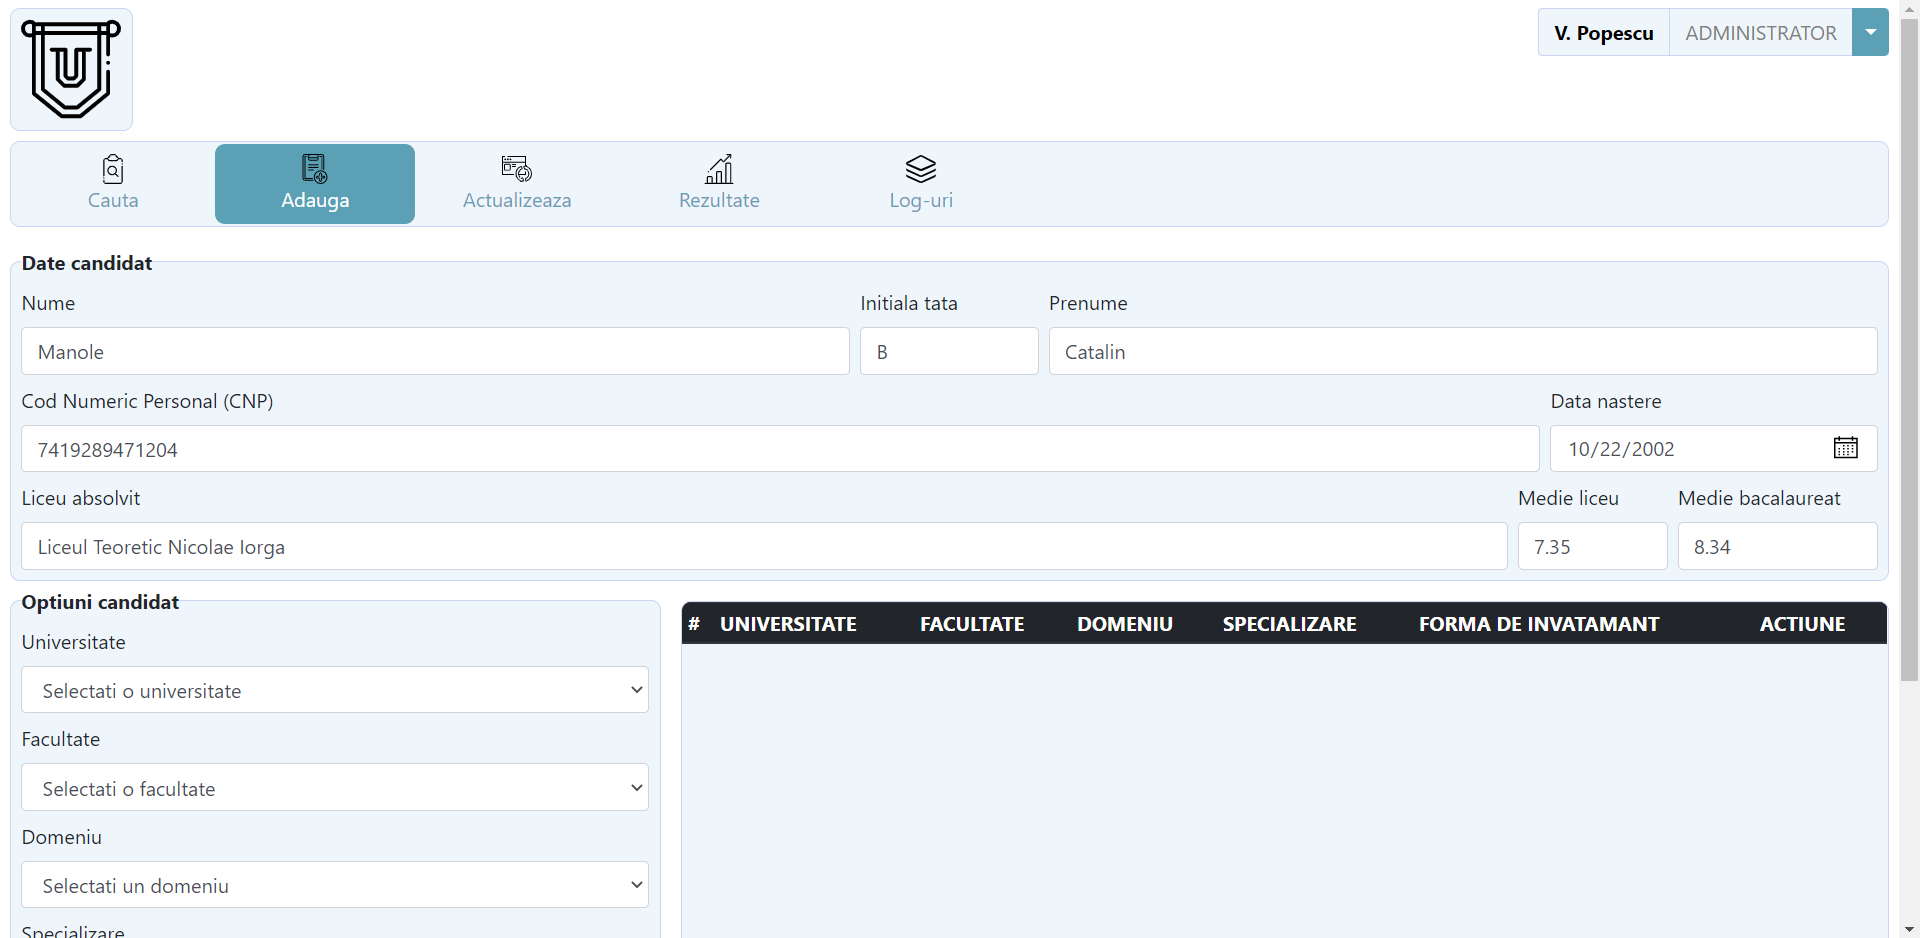 U
V. Popescu ADMINISTRATOR
Cauta Adauga Actualizeaza Rezultate Log-uri
Date candidat
Nume Initiala tata Prenume
Manole B Catalin
Cod Numeric Personal (CNP) Data nastere
7419289471204 10/22/2002
Liceu absolvit Medie liceu Medie bacalaureat
Liceul Teoretic Nicolae Iorga 7.35 8.34
Optiuni candidat
Universitate
Selectati o universitate
Facultate
Selectati o facultate
Domeniu
Selectati un domeniu
Specializare
# UNIVERSITATE FACULTATE DOMENIU SPECIALIZARE FORMA DE INVATAMANT ACTIUNE